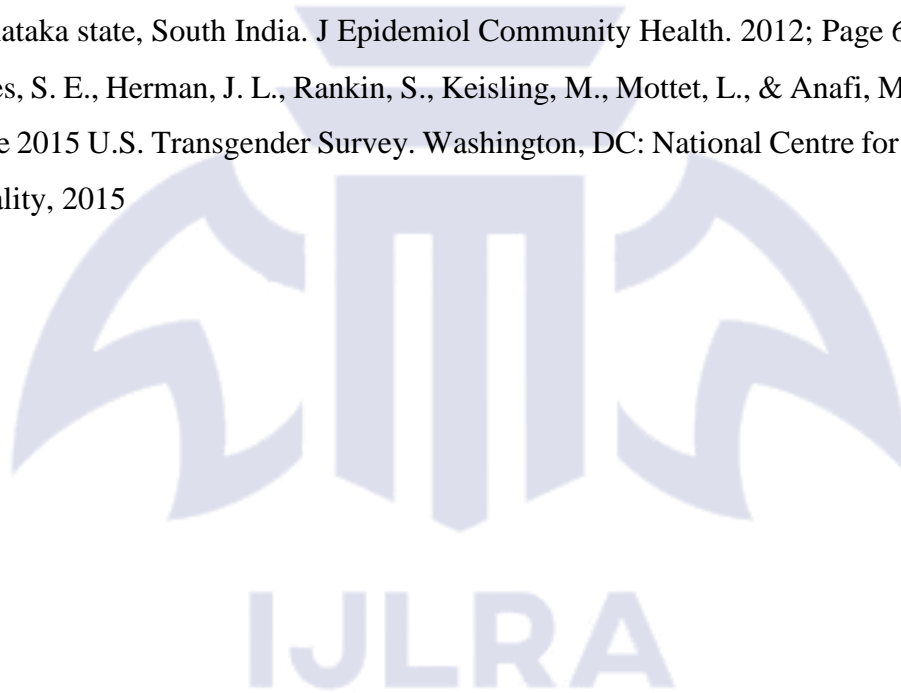 ataka state, South India. J Epidemiol Community Health. 2012; Page 6
es, S. E., Herman, J. L., Rankin, S., Keisling, M., Mottet, L., & Anafi, M
e 2015 U.S. Transgender Survey. Washington, DC: National Centre for
ality, 2015
IJLRA